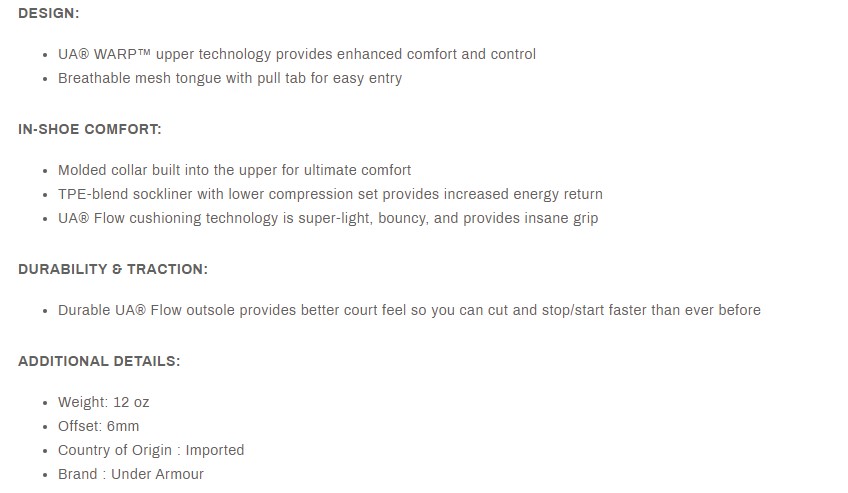 DESIGN:
• UA® WARP™ upper technology provides enhanced comfort and control
• Breathable mesh tongue with pull tab for easy entry
IN-SHOE COMFORT:
• Molded collar built into the upper for ultimate comfort
• TPE-blend sockliner with lower compression set provides increased energy return
• UA® Flow cushioning technology is super-light, bouncy, and provides insane grip
DURABILITY & TRACTION:
• Durable UA® Flow outsole provides better court feel so you can cut and stop/start faster than ever before
ADDITIONAL DETAILS:
• Weight: 12 oz
• Offset: 6mm
• Country of Origin : Imported
• Brand : Under Armour